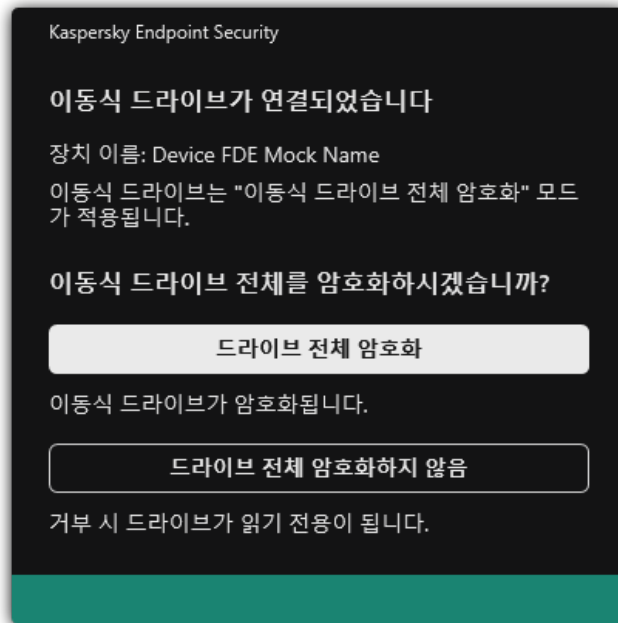 Kaspersky Endpoint Security
이동식 드라이브가 연결되었습니다
장치 이름: Device FDE Mock Name
이동식 드라이브는 "이동식 드라이브 전체 암호화" 모드
가 적용됩니다.
이동식 드라이브 전체를 암호화하시겠습니까?
드라이브 전체 암호화
이동식 드라이브가 암호화됩니다.
드라이브 전체 암호화하지 않음
거부 시 드라이브가 읽기 전용이 됩니다.